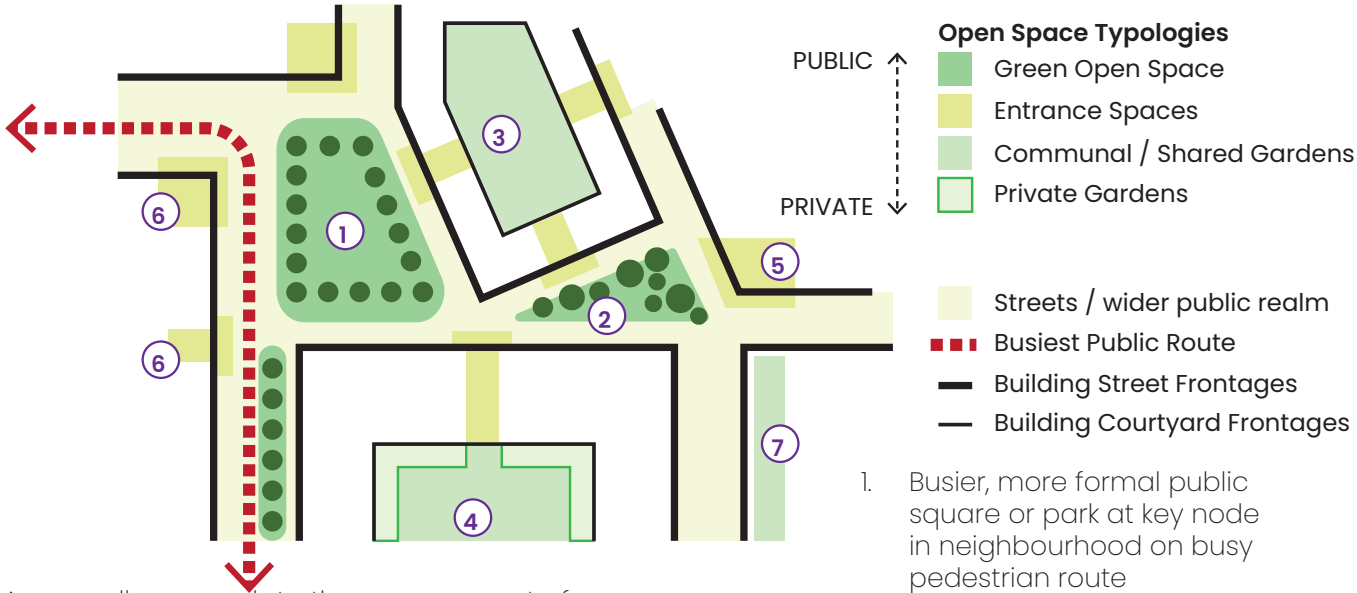 Open Space Typologies
PUBLIC
Green Open Space
Entrance Spaces
Communal / Shared Gardens
PRIVATE
Private Gardens
Streets / wider public realm
Busiest Public Route
Building Street Frontages
Building Courtyard Frontages
3
6
1
5
2
6
7
4
1. Busier, more formal public
square or park at key node
in neighbourhood on busy
pedestrian route